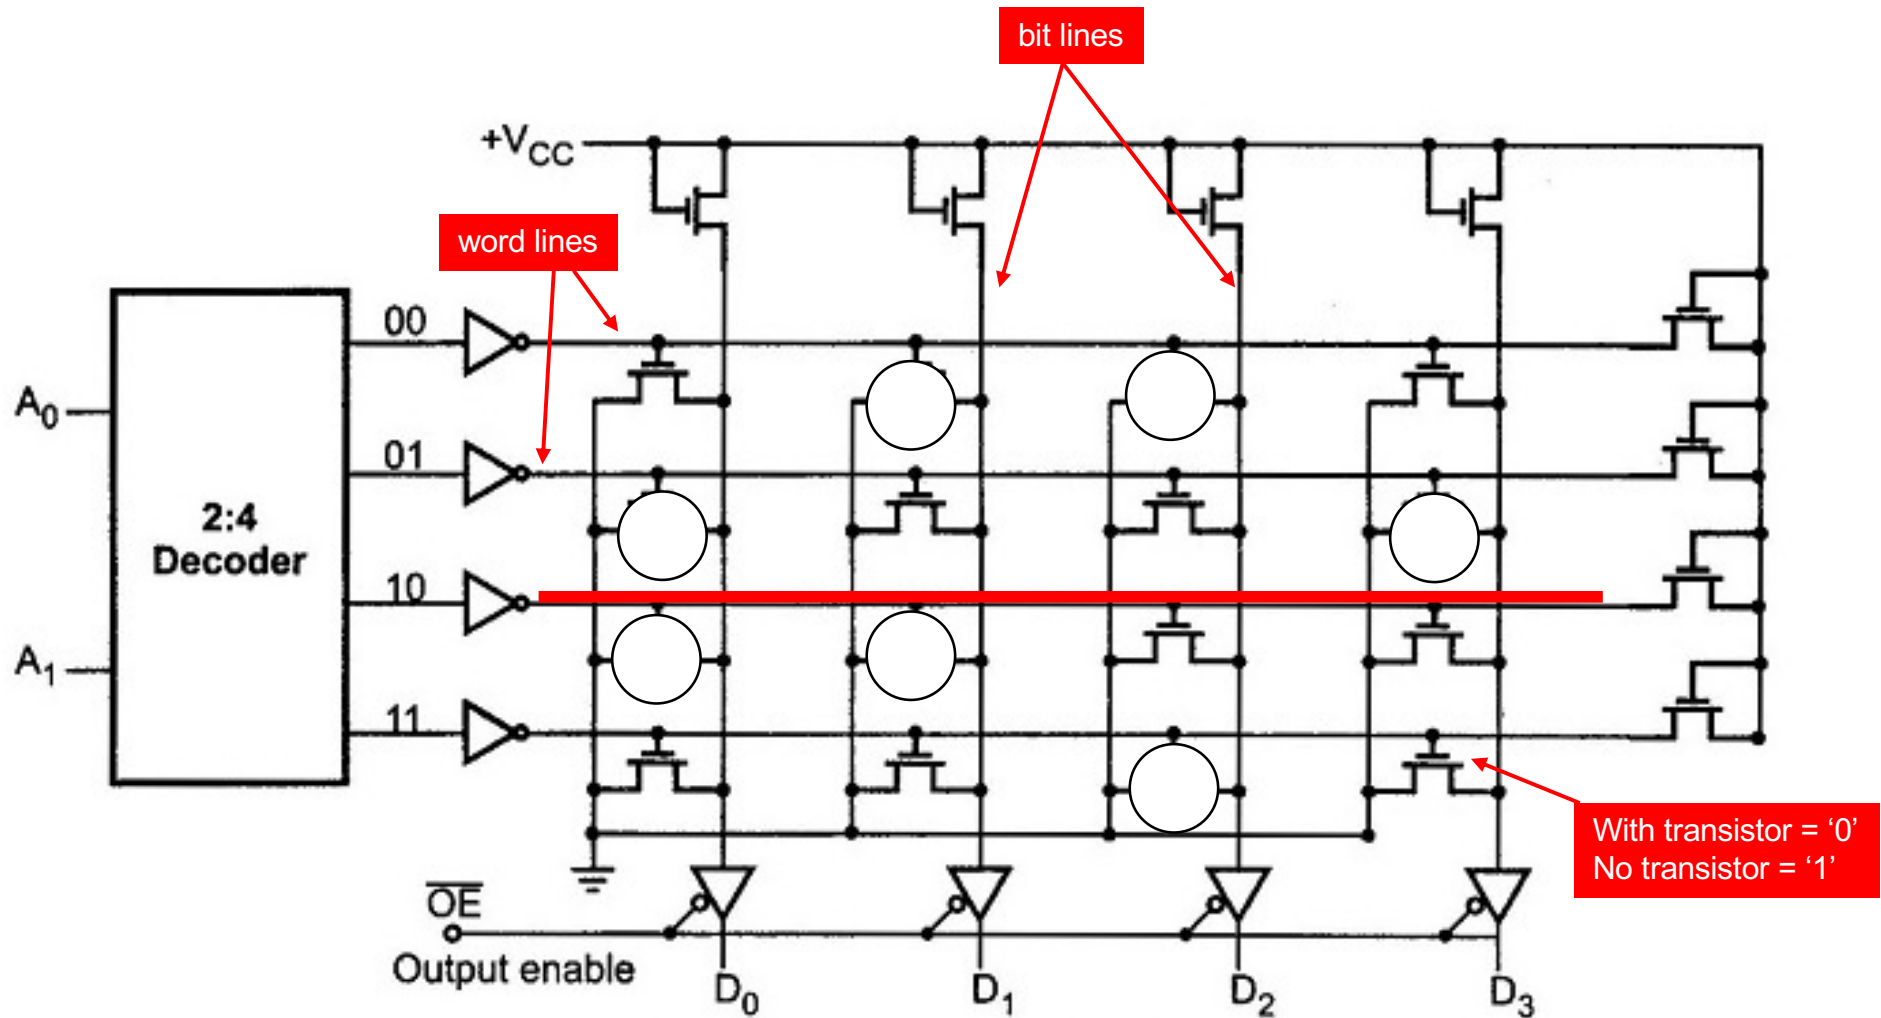 bit lines
+VCC
word lines
00
A0
01
2:4
Decoder
10
A1
11
With transistor = ‘0’
No transistor = ‘1’
OE
Output enable
D0
D1
D2
D3